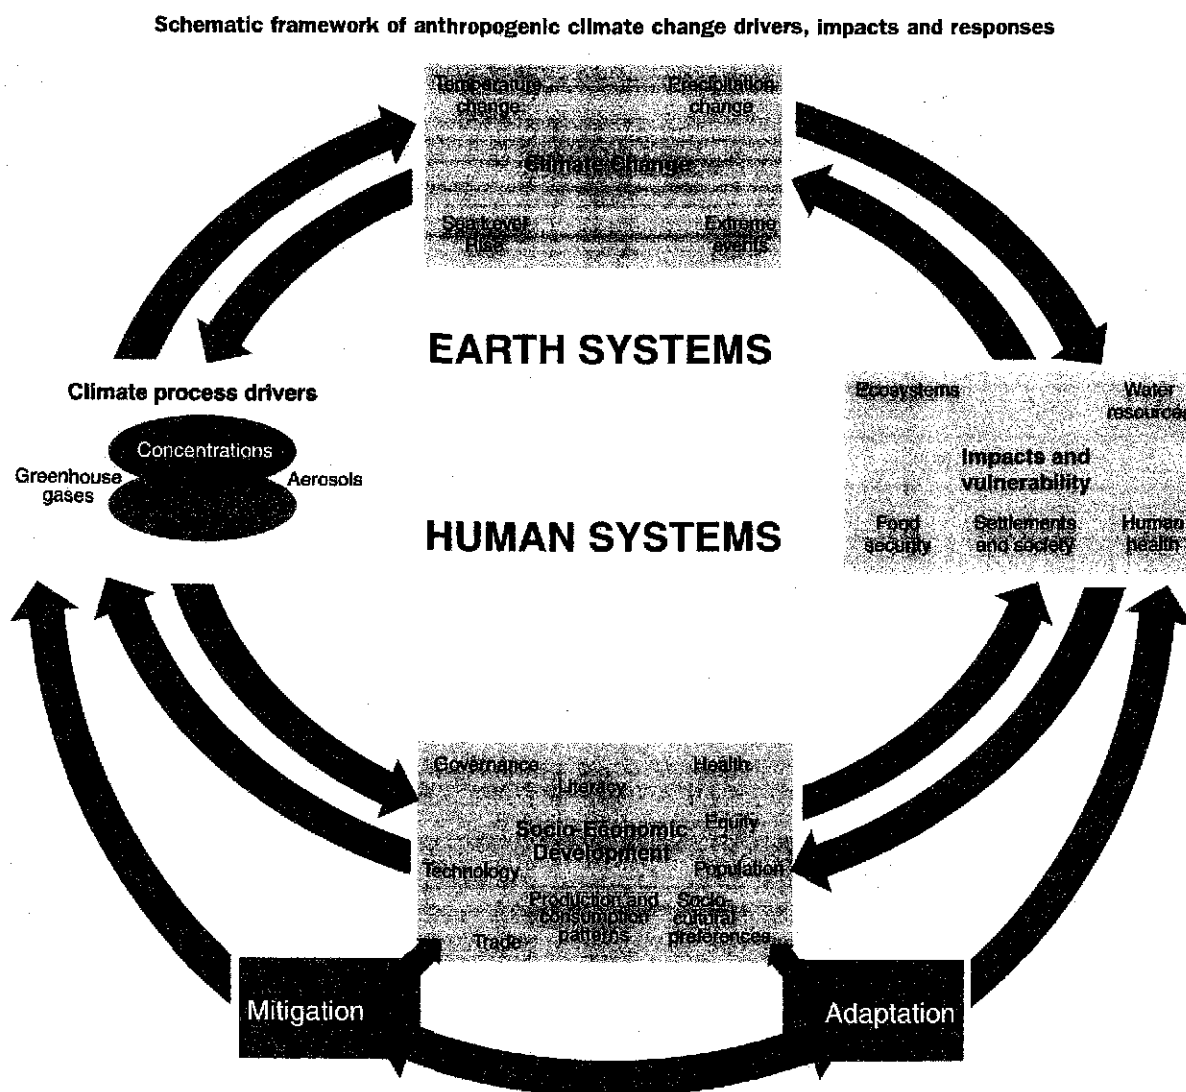 Schematic framework of anthropogenic climate change drivers, impacts and responses
Temperature
change
Precipitation
change
Climate Change
Sea Level
Rise
Extreme
events
EARTH SYSTEMS
Climate process drivers
Concentrations
Greenhouse
gases
Aerosols
Ecosystems
Water
resources
Impacts and
vulnerability
Food
security
Settlements
and society
Human
health
HUMAN SYSTEMS
Governance
Literacy
Health
Equity
Socio-Economic
Development
Technology
Population
Production and
consumption
patterns
Socio-
cultural
preferences
Trade
Mitigation
Adaptation